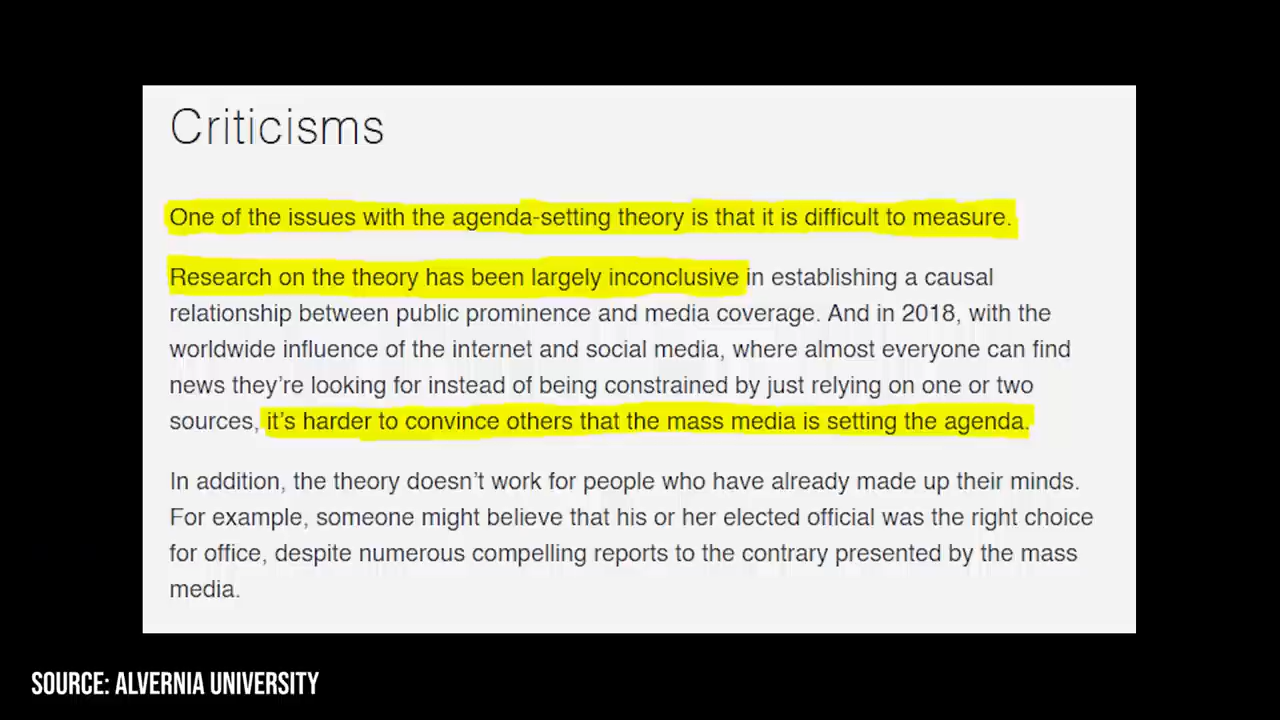 Criticisms
One of the issues with the agenda-setting theory is that it is difficult to measure.
Research on the theory has been largely inconclusive in establishing a causal
relationship between public prominence and media coverage. And in 2018, with the
worldwide influence of the internet and social media, where almost everyone can find
news they’re looking for instead of being constrained by just relying on one or two
sources, it’s harder to convince others that the mass media is setting the agenda.
In addition, the theory doesn’t work for people who have already made up their minds.
For example, someone might believe that his or her elected official was the right choice
for office, despite numerous compelling reports to the contrary presented by the mass
media.
SOURCE: ALVERNIA UNIVERSITY